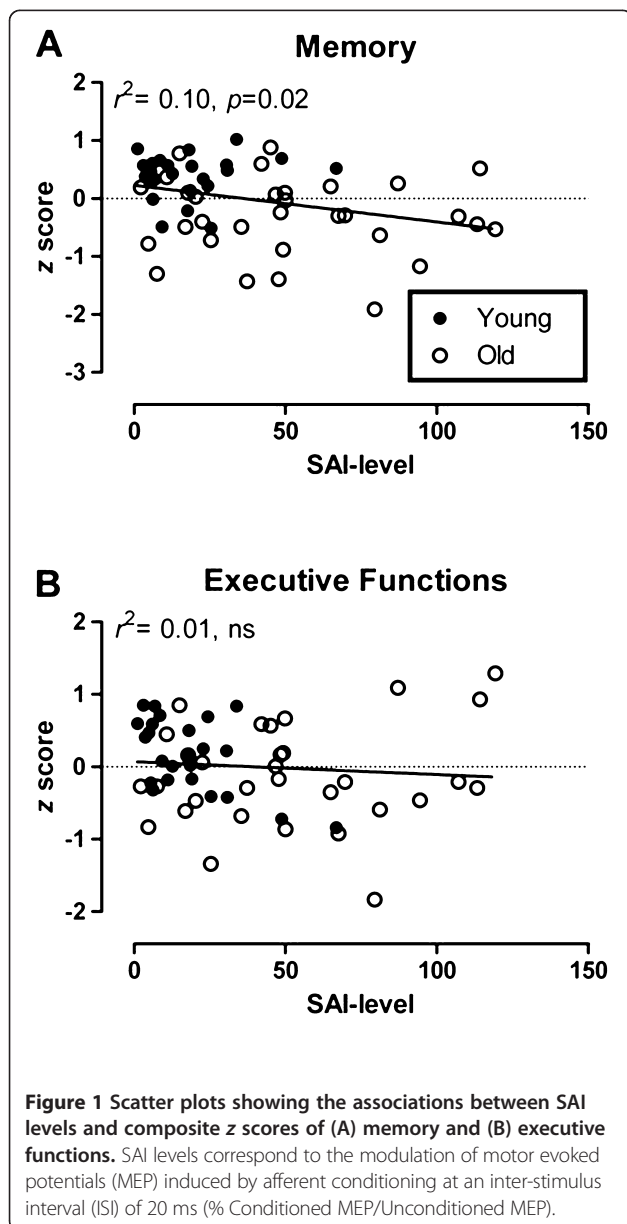 A
Memory
r²= 0.10, p=0.02
2
1
0
-1
-2
-3
z score
Young
Old
0
50
100
150
SAI-level
B
Executive Functions
r²= 0.01, ns
2
1
0
-1
-2
z score
0
50
100
150
SAI-level
Figure 1 Scatter plots showing the associations between SAI
levels and composite z scores of (A) memory and (B) executive
functions. SAI levels correspond to the modulation of motor evoked
potentials (MEP) induced by afferent conditioning at an inter-stimulus
interval (ISI) of 20 ms (% Conditioned MEP/Unconditioned MEP).